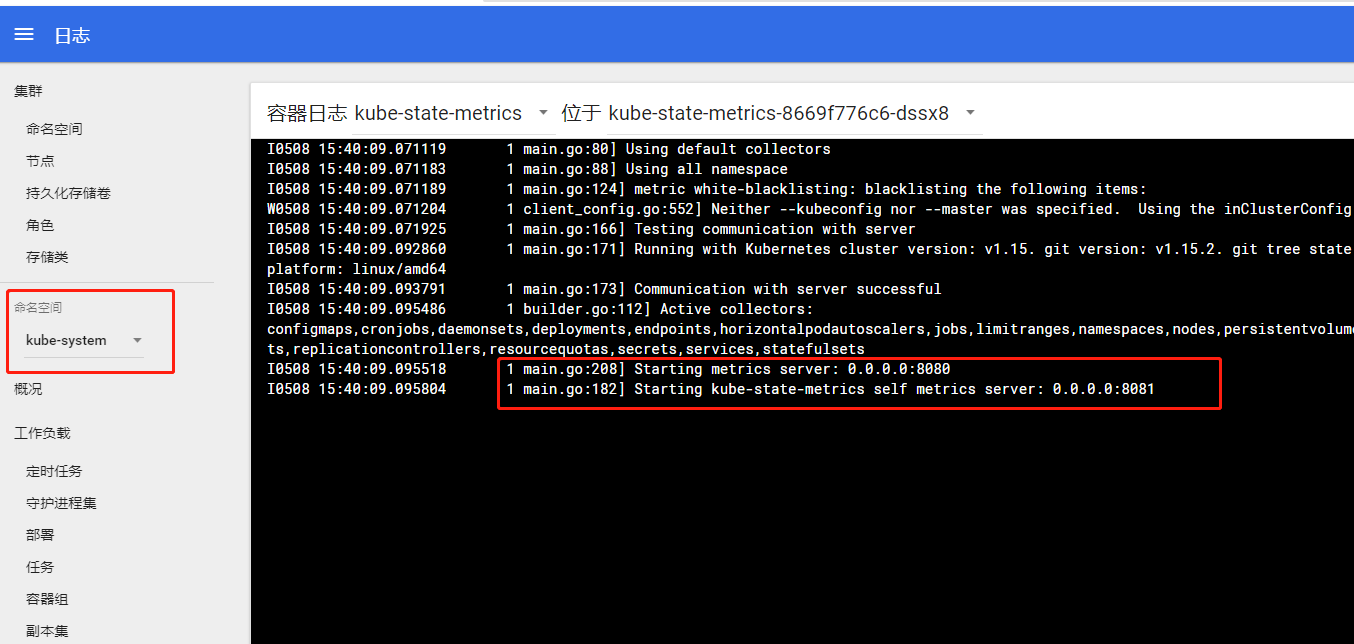 日志
集群
命名空间
节点
持久化存储卷
角色
存储类
命名空间
kube-system
概况
工作负载
定时任务
守护进程集
部署
任务
容器组
副本集
容器日志 kube-state-metrics 位于 kube-state-metrics-8669f776c6-dssx8
I0508 15:40:09.071119 1 main.go:80] Using default collectors
I0508 15:40:09.071183 1 main.go:88] Using all namespace
I0508 15:40:09.071189 1 main.go:124] metric white-blacklisting: blacklisting the following items:
W0508 15:40:09.071204 1 client_config.go:552] Neither --kubeconfig nor --master was specified. Using the inClusterConfig
I0508 15:40:09.071925 1 main.go:166] Testing communication with server
I0508 15:40:09.092860 1 main.go:171] Running with Kubernetes cluster version: v1.15. git version: v1.15.2. git tree state
platform: linux/amd64
I0508 15:40:09.093791 1 main.go:173] Communication with server successful
I0508 15:40:09.095486 1 builder.go:112] Active collectors:
configmaps,cronjobs,daemonsets,deployments,endpoints,horizontalpodautoscalers,jobs,limitranges,namespaces,nodes,persistentvolum
ts,replicationcontrollers,resourcequotas,secrets,services,statefulsets
I0508 15:40:09.095518 1 main.go:208] Starting metrics server: 0.0.0.0:8080
I0508 15:40:09.095804 1 main.go:182] Starting kube-state-metrics self metrics server: 0.0.0.0:8081